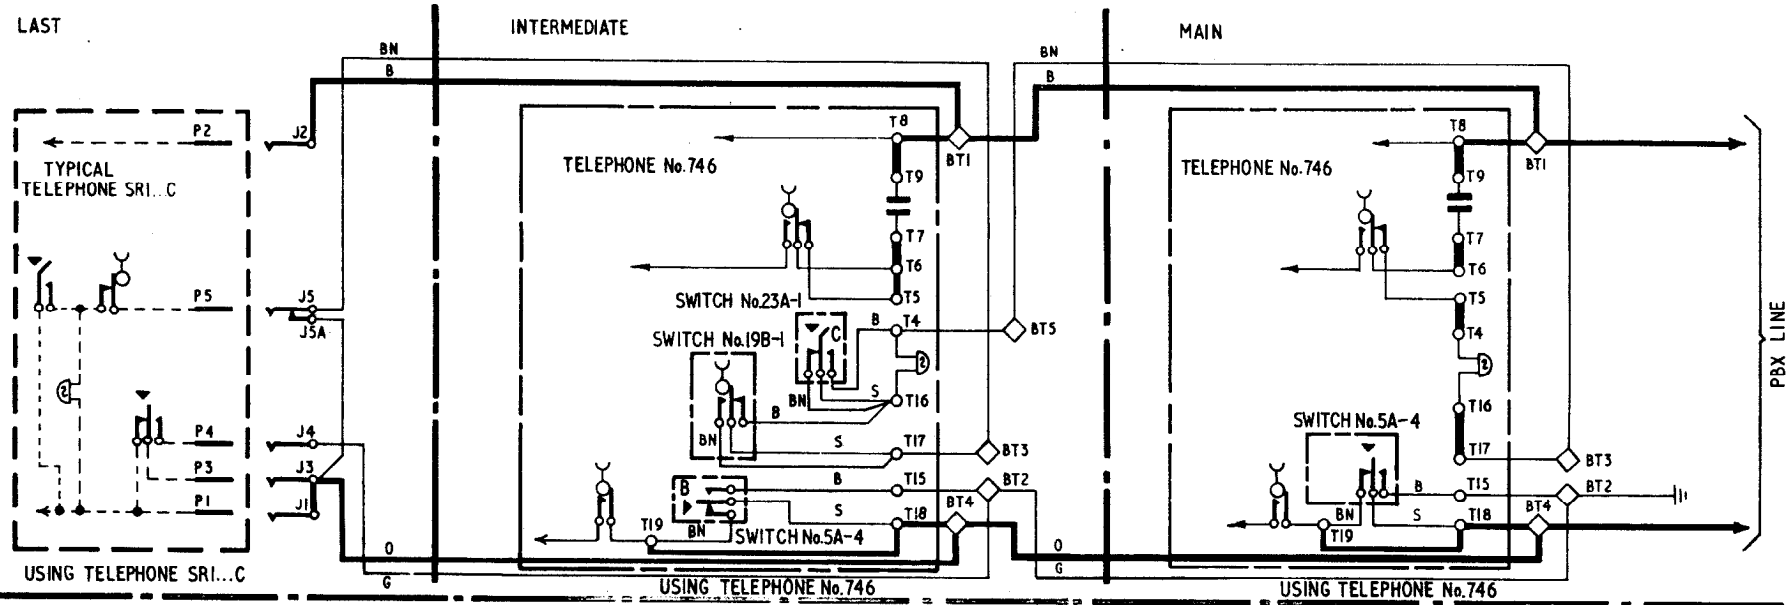 LAST
INTERMEDIATE
MAIN
BN
B
BN
B
P2
J2
TYPICAL
TELEPHONE SRI...C
P5
J5
J5A
P4
J4
P3
J3
P1
J1
USING TELEPHONE SRI...C
O
G
TELEPHONE No.746
T8
BT1
T9
T7
T6
T5
SWITCH No.23A-1
C
B
T4
BT5
SWITCH No.19B-1
BN
S
T16
B
BN
S
T17
BT3
B
B
T15
BT2
S
T18
BT4
BN
T19
SWITCH No.5A-4
USING TELEPHONE No.746
O
G
TELEPHONE No.746
T8
BT1
T9
T7
T6
T5
T4
T16
SWITCH No.5A-4
T17
BT3
B
T15
BT2
BN
S
T18
BT4
T19
USING TELEPHONE No.746
PBX LINE